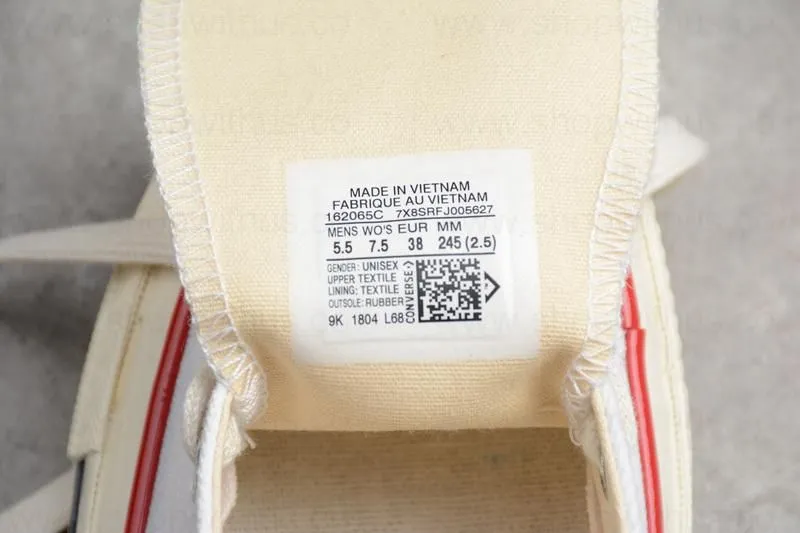 MADE IN VIETNAM
FABRIQUE AU VIETNAM
162065C 7X8SRFJ005627
MENS WO'S EUR MM
5.5 7.5 38 245 (2.5)
GENDER: UNISEX
UPPER TEXTILE
LINING: TEXTILE
OUTSOLE: RUBBER
CONVERSE
9K 1804 L68